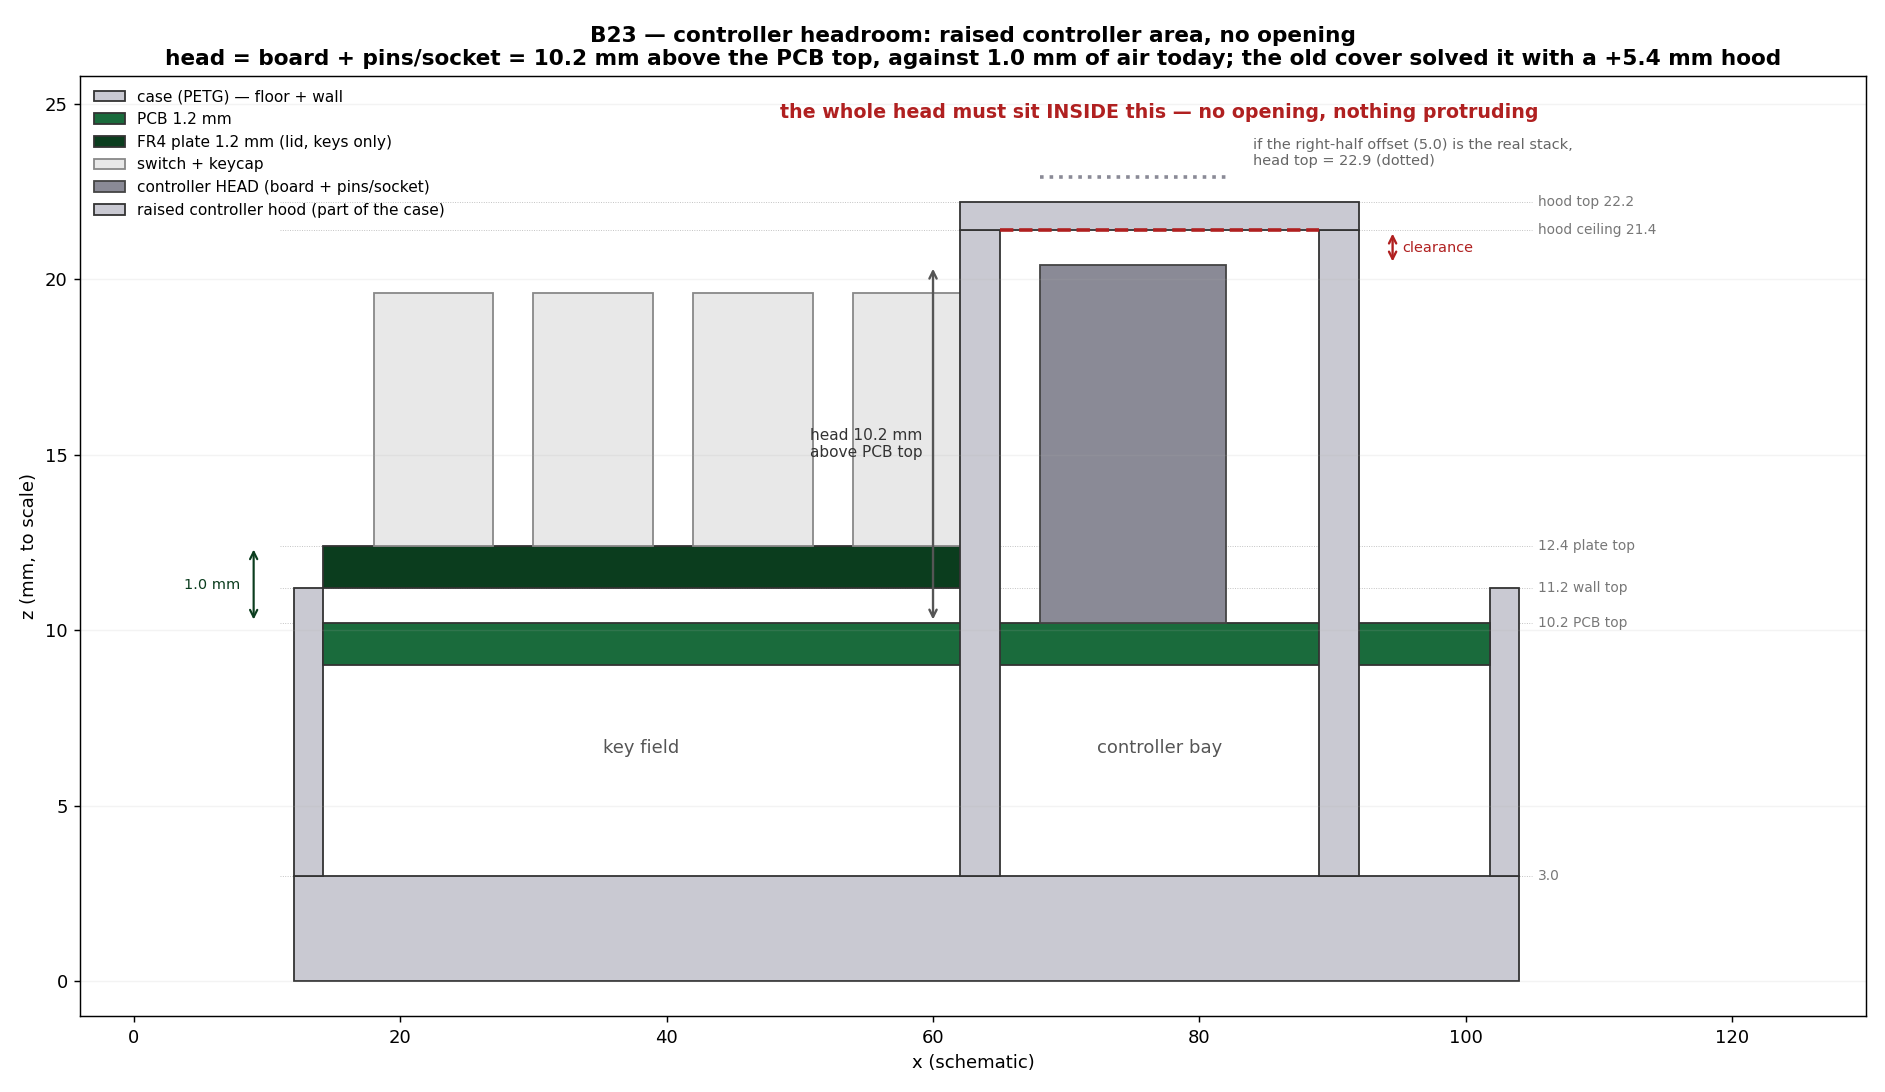 B23 — controller headroom: raised controller area, no opening
head = board + pins/socket = 10.2 mm above the PCB top, against 1.0 mm of air today; the old cover solved it with a +5.4 mm hood
case (PETG) — floor + wall
PCB 1.2 mm
FR4 plate 1.2 mm (lid, keys only)
switch + keycap
controller HEAD (board + pins/socket)
raised controller hood (part of the case)
the whole head must sit INSIDE this — no opening, nothing protruding
if the right-half offset (5.0) is the real stack,
head top = 22.9 (dotted)
hood top 22.2
hood ceiling 21.4
clearance
head 10.2 mm
above PCB top
12.4 plate top
1.0 mm
11.2 wall top
10.2 PCB top
key field
controller bay
3.0
z (mm, to scale)
25
20
15
10
5
0
0
20
40
60
80
100
120
x (schematic)